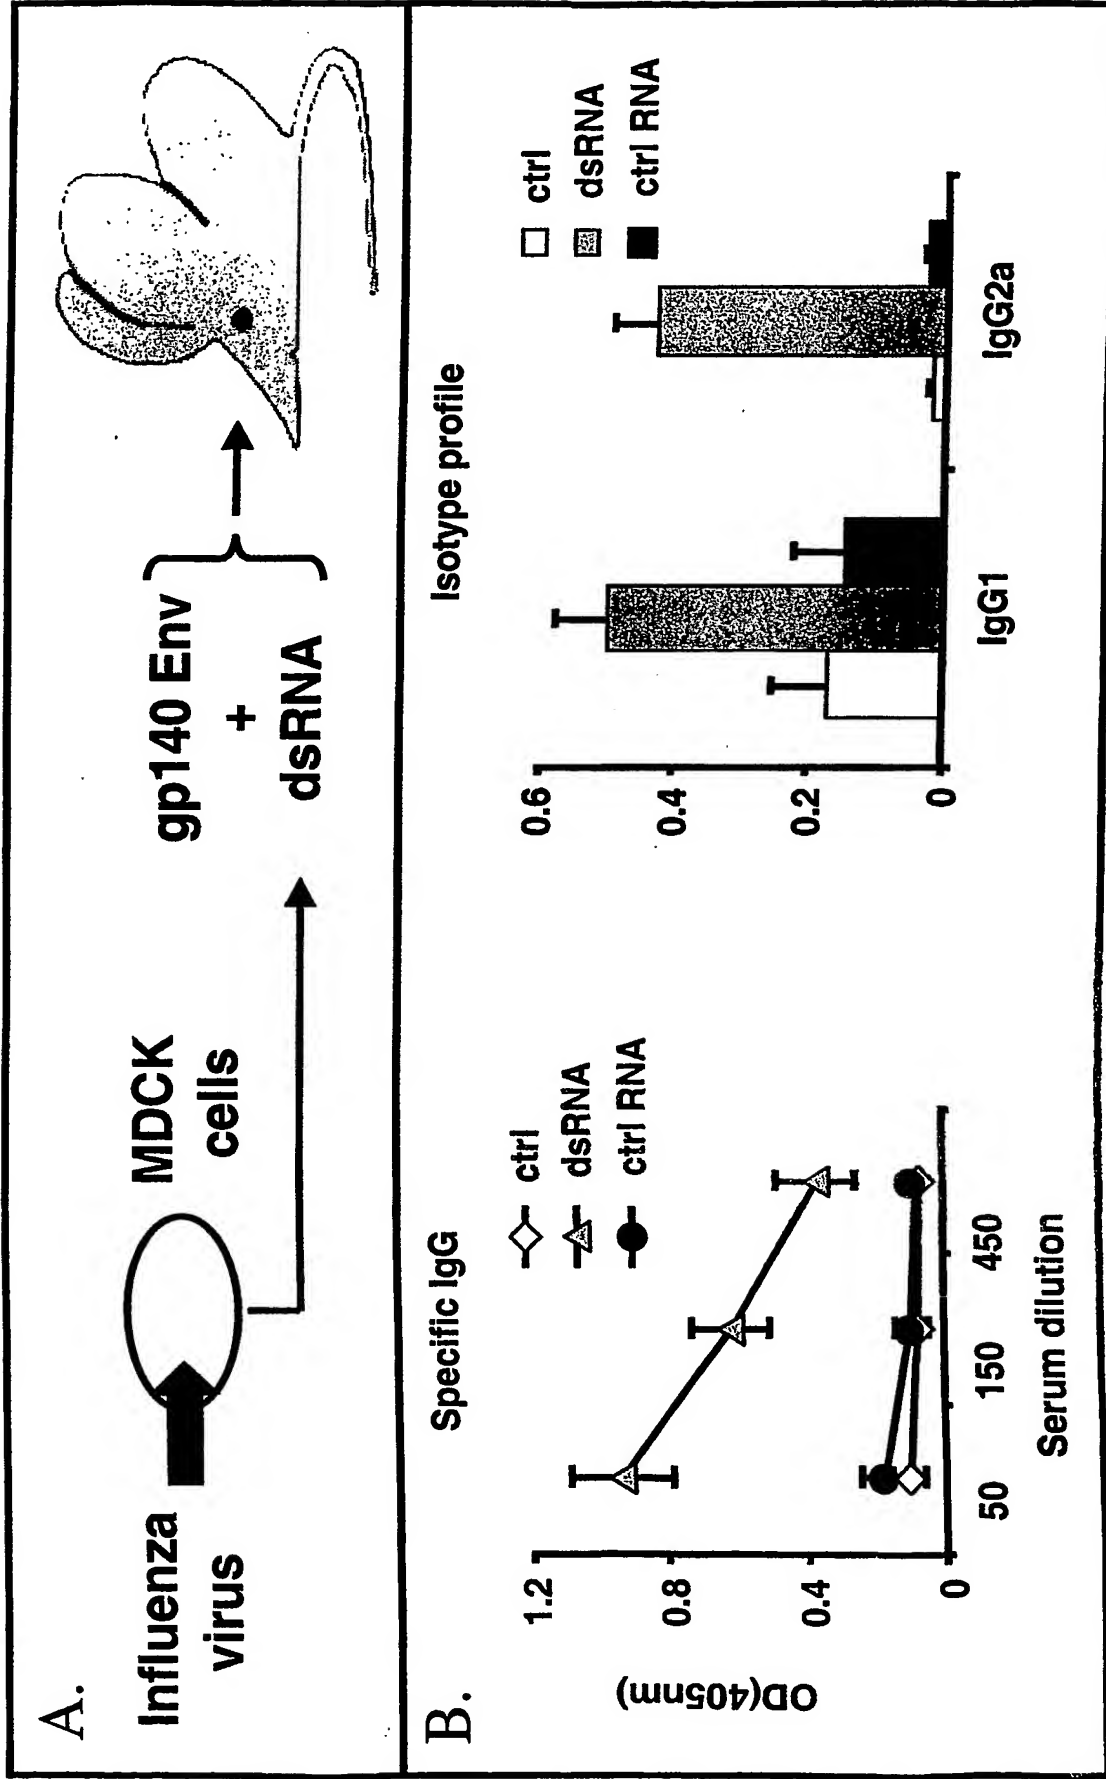 A.
Influenza
virus
MDCK
cells
gp140 Env
+
dsRNA
B.
Specific IgG
OD(405nm)
1.2
0.8
0.4
0
50 150 450
Serum dilution
ctrl
dsRNA
ctrl RNA
Isotype profile
0.6
0.4
0.2
0
IgG1 IgG2a
ctrl
dsRNA
ctrl RNA